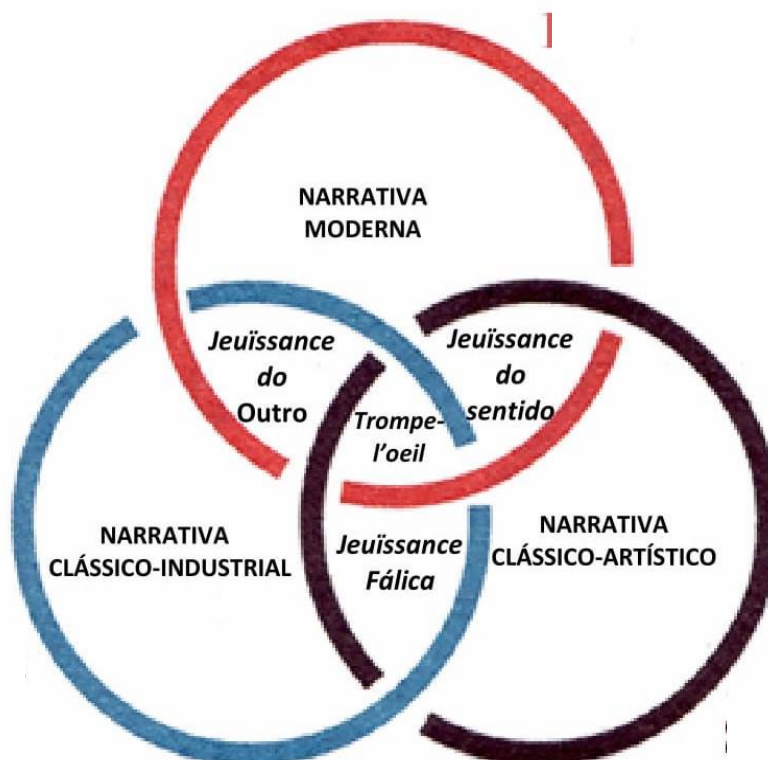 NARRATIVA
MODERNA
Jeuïssance
do
Outro
Jeuïssance
do
sentido
Trompe-
l'oeil
NARRATIVA
CLÁSSICO-INDUSTRIAL
Jeuïssance
Fálica
NARRATIVA
CLÁSSICO-ARTÍSTICO